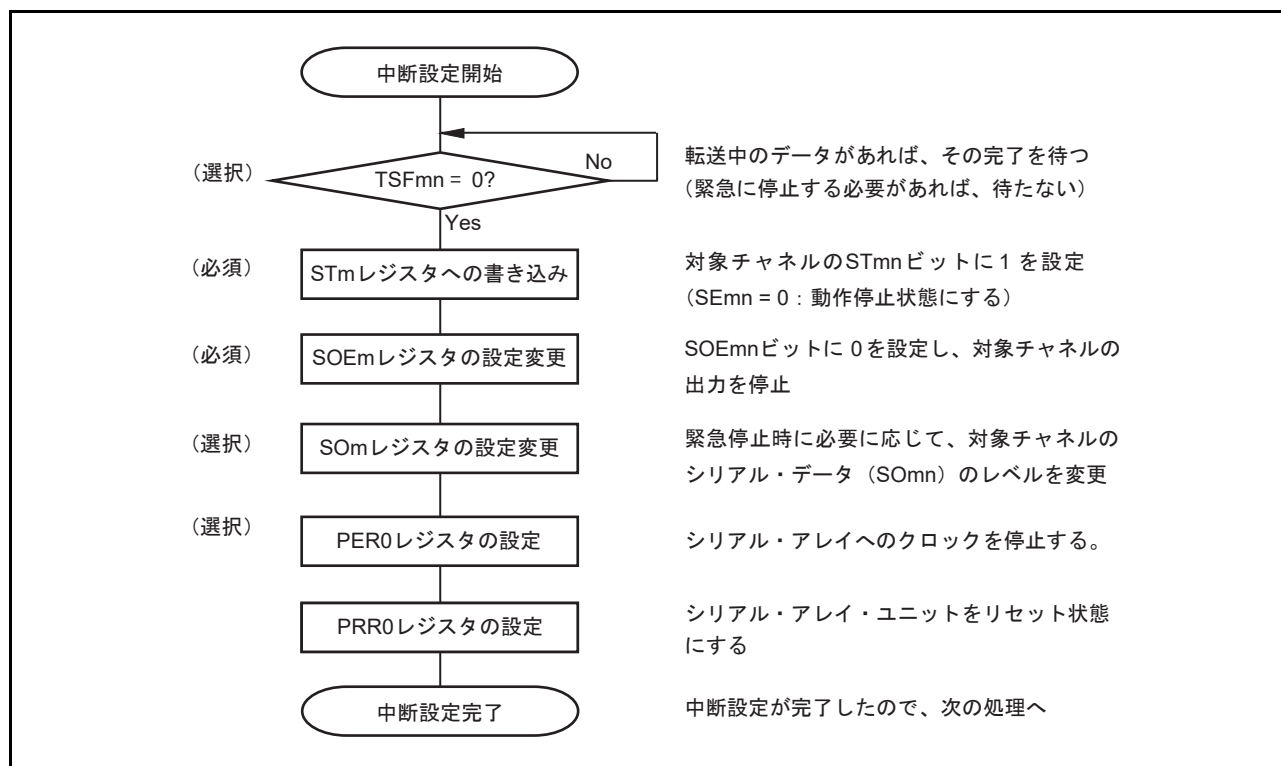 中断設定開始
(選択)
TSFmn = 0?
No
Yes
転送中のデータがあれば、その完了を待つ
(緊急に停止する必要があれば、待たない)
(必須)
STmレジスタへの書き込み
対象チャネルのSTmnビットに1 を設定
(SEmn = 0 : 動作停止状態にする)
(必須)
SOEmレジスタの設定変更
SOEmnビットに 0 を設定し、対象チャネルの
出力を停止
(選択)
SOmレジスタの設定変更
緊急停止時に必要に応じて、対象チャネルの
シリアル・データ（SOmn）のレベルを変更
(選択)
PER0レジスタの設定
シリアル・アレイへのクロックを停止する。
PRR0レジスタの設定
シリアル・アレイ・ユニットをリセット状態
にする
中断設定完了
中断設定が完了したので、次の処理へ